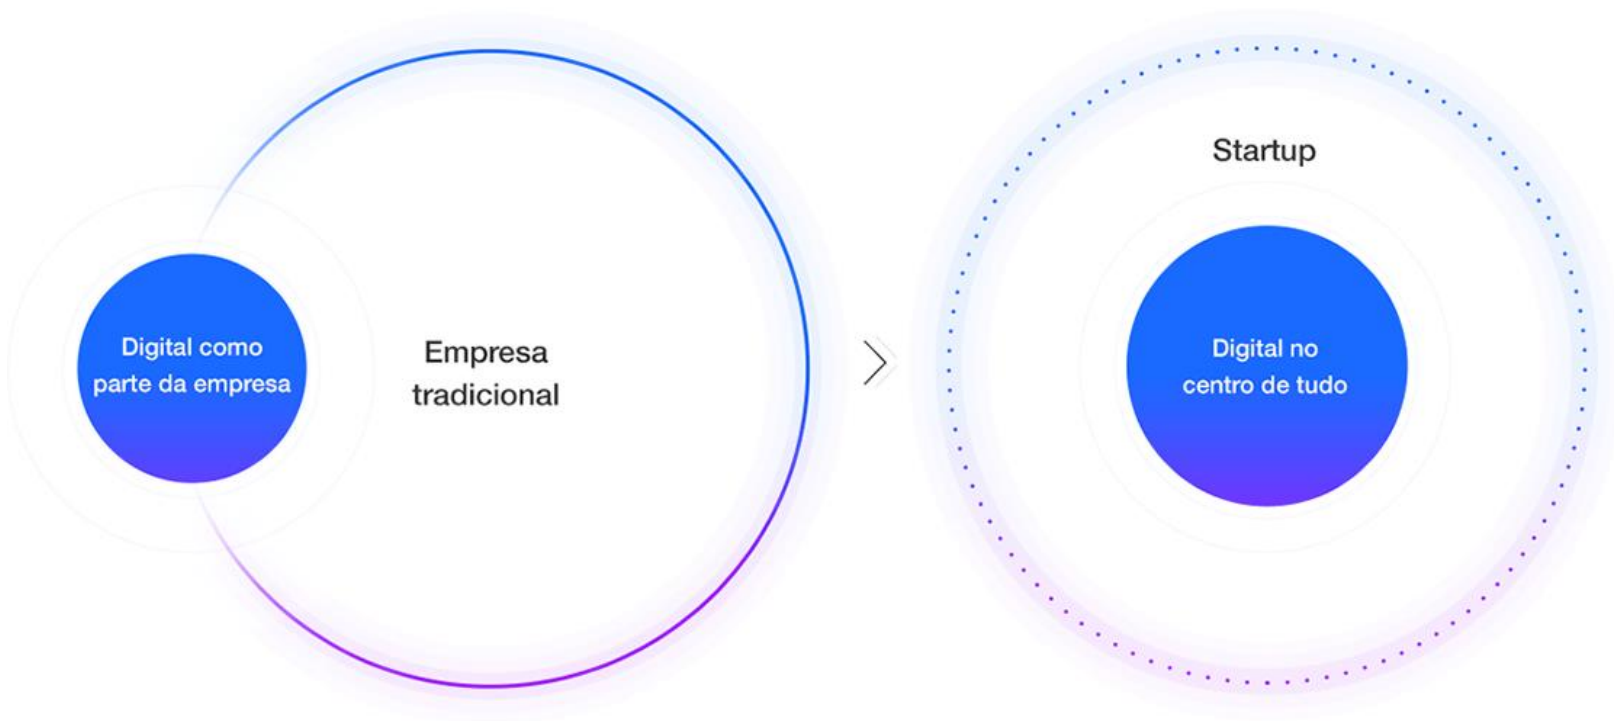 Digital como
parte da empresa
Empresa
tradicional
Startup
Digital no
centro de tudo